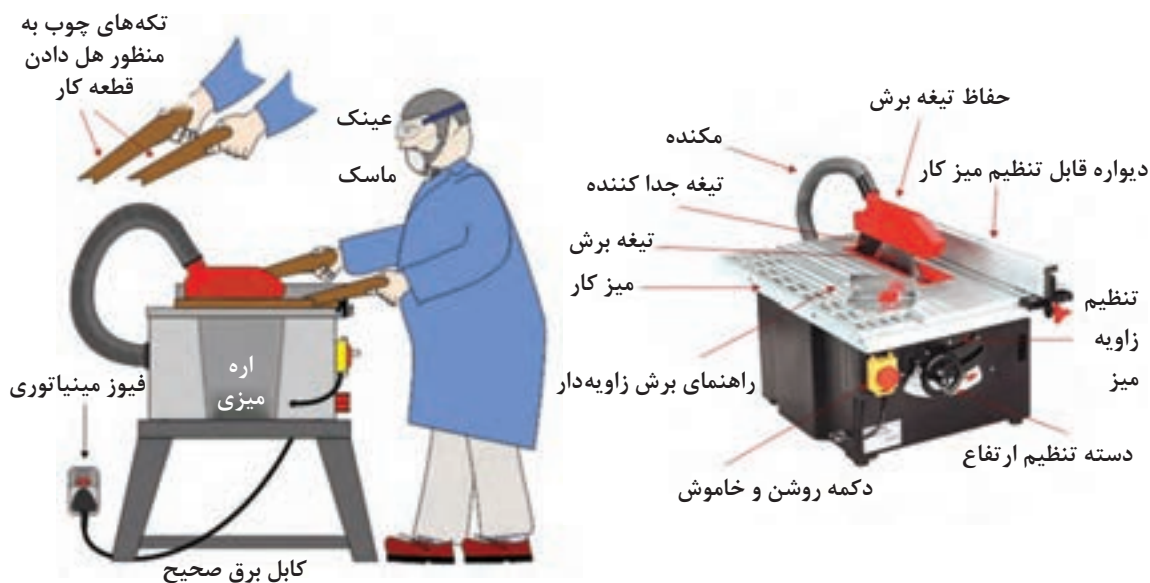 تکه‌های چوب به
منظور هل دادن
قطعه کار
عینک
ماسک
اره
میزی
فیوز مینیاتوری
کابل برق صحیح
حفاظ تیغه برش
مکنده
دیواره قابل تنظیم میز کار
تیغه جدا کننده
تیغه برش
میز کار
تنظیم
زاویه
میز
راهنمای برش زاویه‌دار
دسته تنظیم ارتفاع
دکمه روشن و خاموش